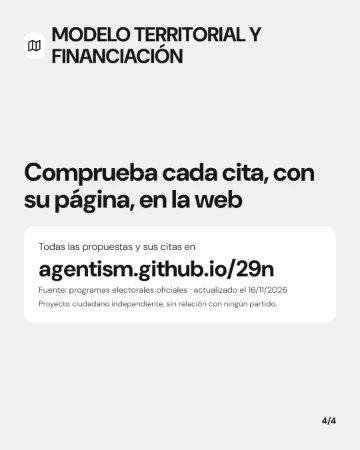 MODELO TERRITORIAL Y
FINANCIACIÓN
Comprueba cada cita, con
su página, en la web
Todas las propuestas y sus citas en
agentism.github.io/29n
Fuente: programas electorales oficiales · actualizado el 16/11/2026
Proyecto ciudadano independiente, sin relación con ningún partido.
4/4